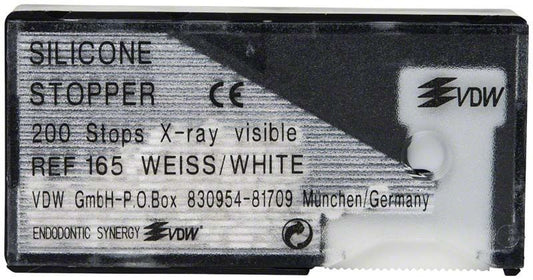 SILICONE
STOPPER CE
VDW
200 Stops X-ray visible
REF 165 WEISS/WHITE
VDW GmbH-P.O.Box 830954-81709 München/Germany
ENDODONTIC SYNERGY VDW®